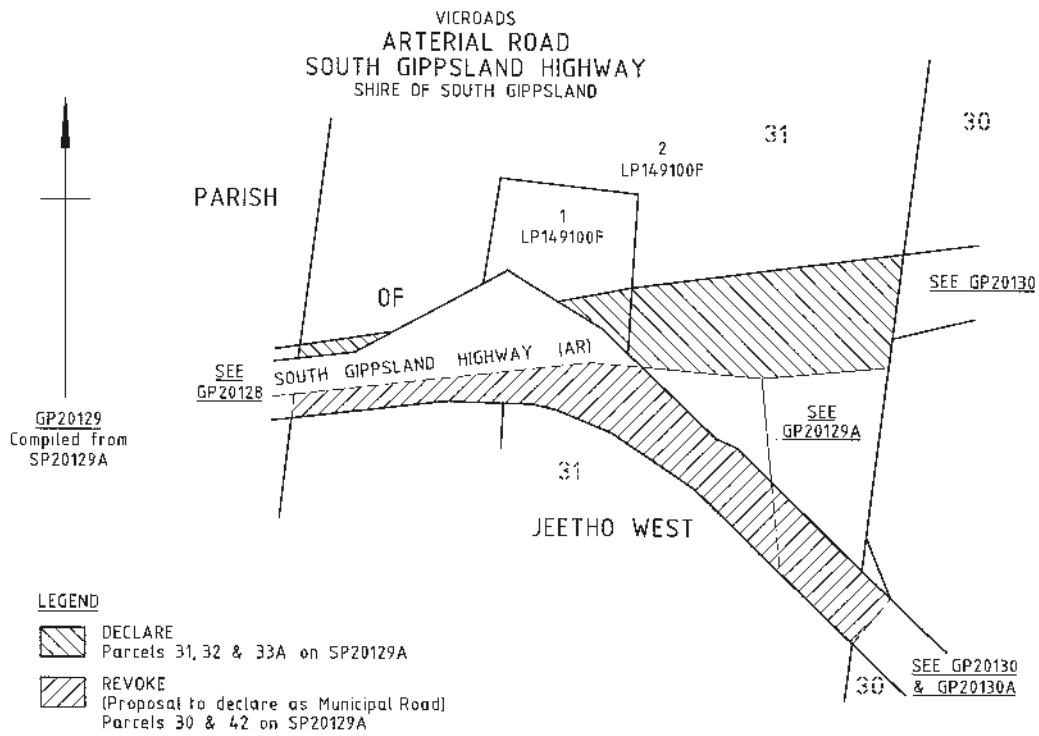 VICROADS
ARTERIAL ROAD
SOUTH GIPPSLAND HIGHWAY
SHIRE OF SOUTH GIPPSLAND
31
30
2
LP149100F
PARISH
1
LP149100F
OF
SEE GP20130
SOUTH GIPPSLAND HIGHWAY (AR)
SEE
GP20128
SEE
GP20129A
GP20129
Compiled from
SP20129A
31
JEETHO WEST
LEGEND
DECLARE
Parcels 31, 32 & 33A on SP20129A
REVOKE
(Proposal to declare as Municipal Road)
Parcels 30 & 42 on SP20129A
30
SEE GP20130
& GP20130A